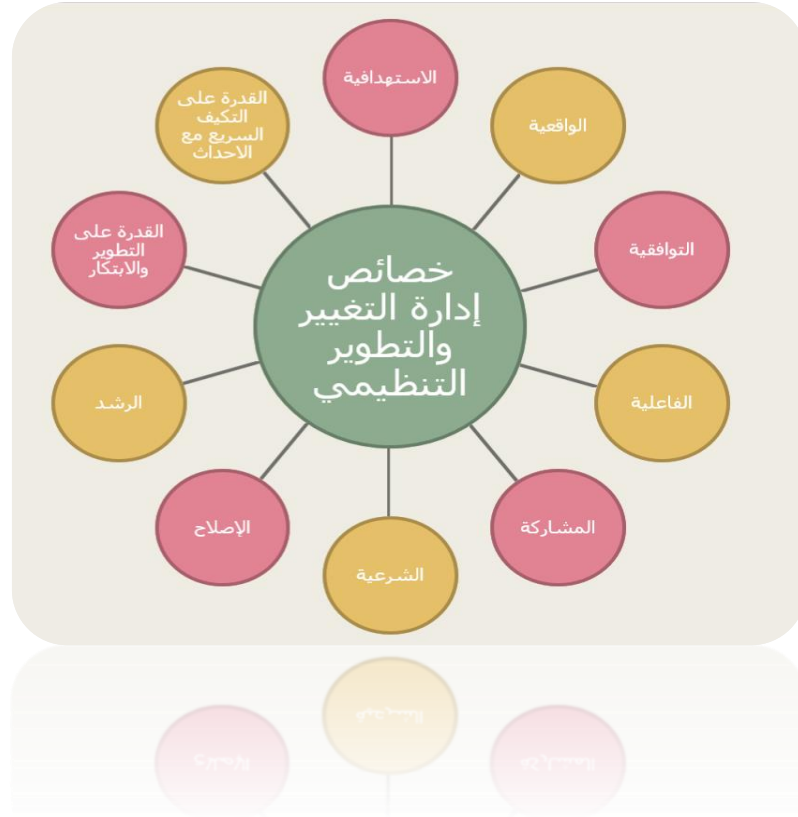 خصائص
إدارة التغيير
والتطوير
التنظيمي
الاستهدافية
الواقعية
التوافقية
الفاعلية
المشاركة
الشرعية
الإصلاح
الرشد
القدرة على
التطوير
والابتكار
القدرة على
التكيف
السريع مع
الاحداث